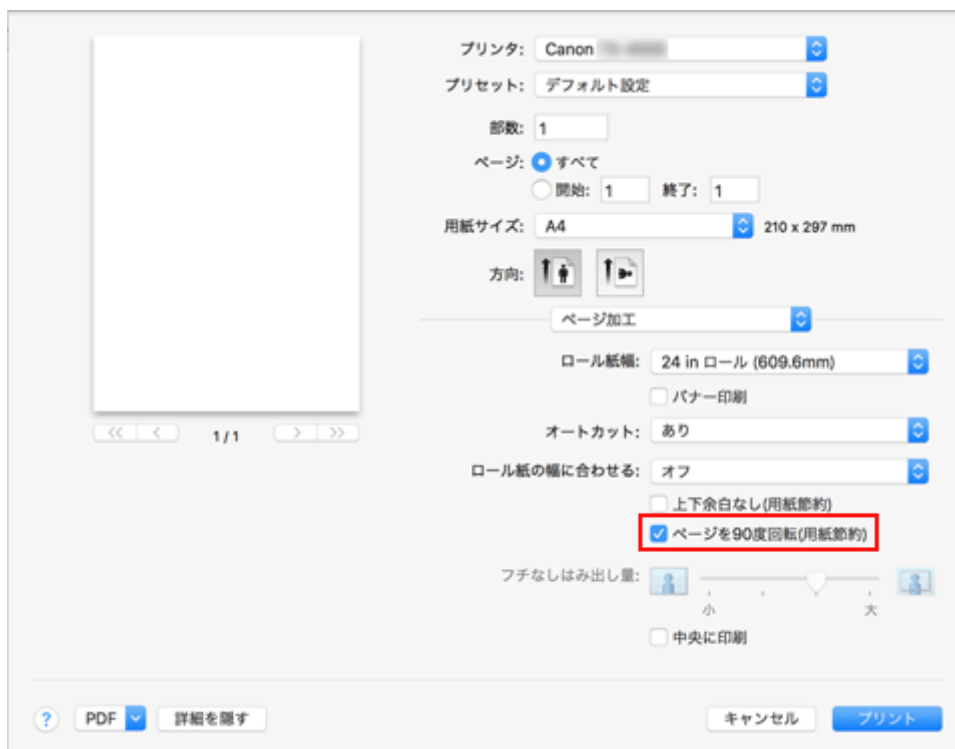 プリンタ: Canon
プリセット: デフォルト設定
部数: 1
ページ: すべて
開始: 1 終了: 1
用紙サイズ: A4 210 x 297 mm
方向:
ページ加工
ロール紙幅: 24 in ロール (609.6mm)
バナー印刷
オートカット: あり
ロール紙の幅に合わせる: オフ
上下余白なし(用紙節約)
ページを90度回転(用紙節約)
フチなしはみ出し量:
小 大
中央に印刷
<< < 1 / 1 > >>
? PDF 詳細を隠す キャンセル プリント